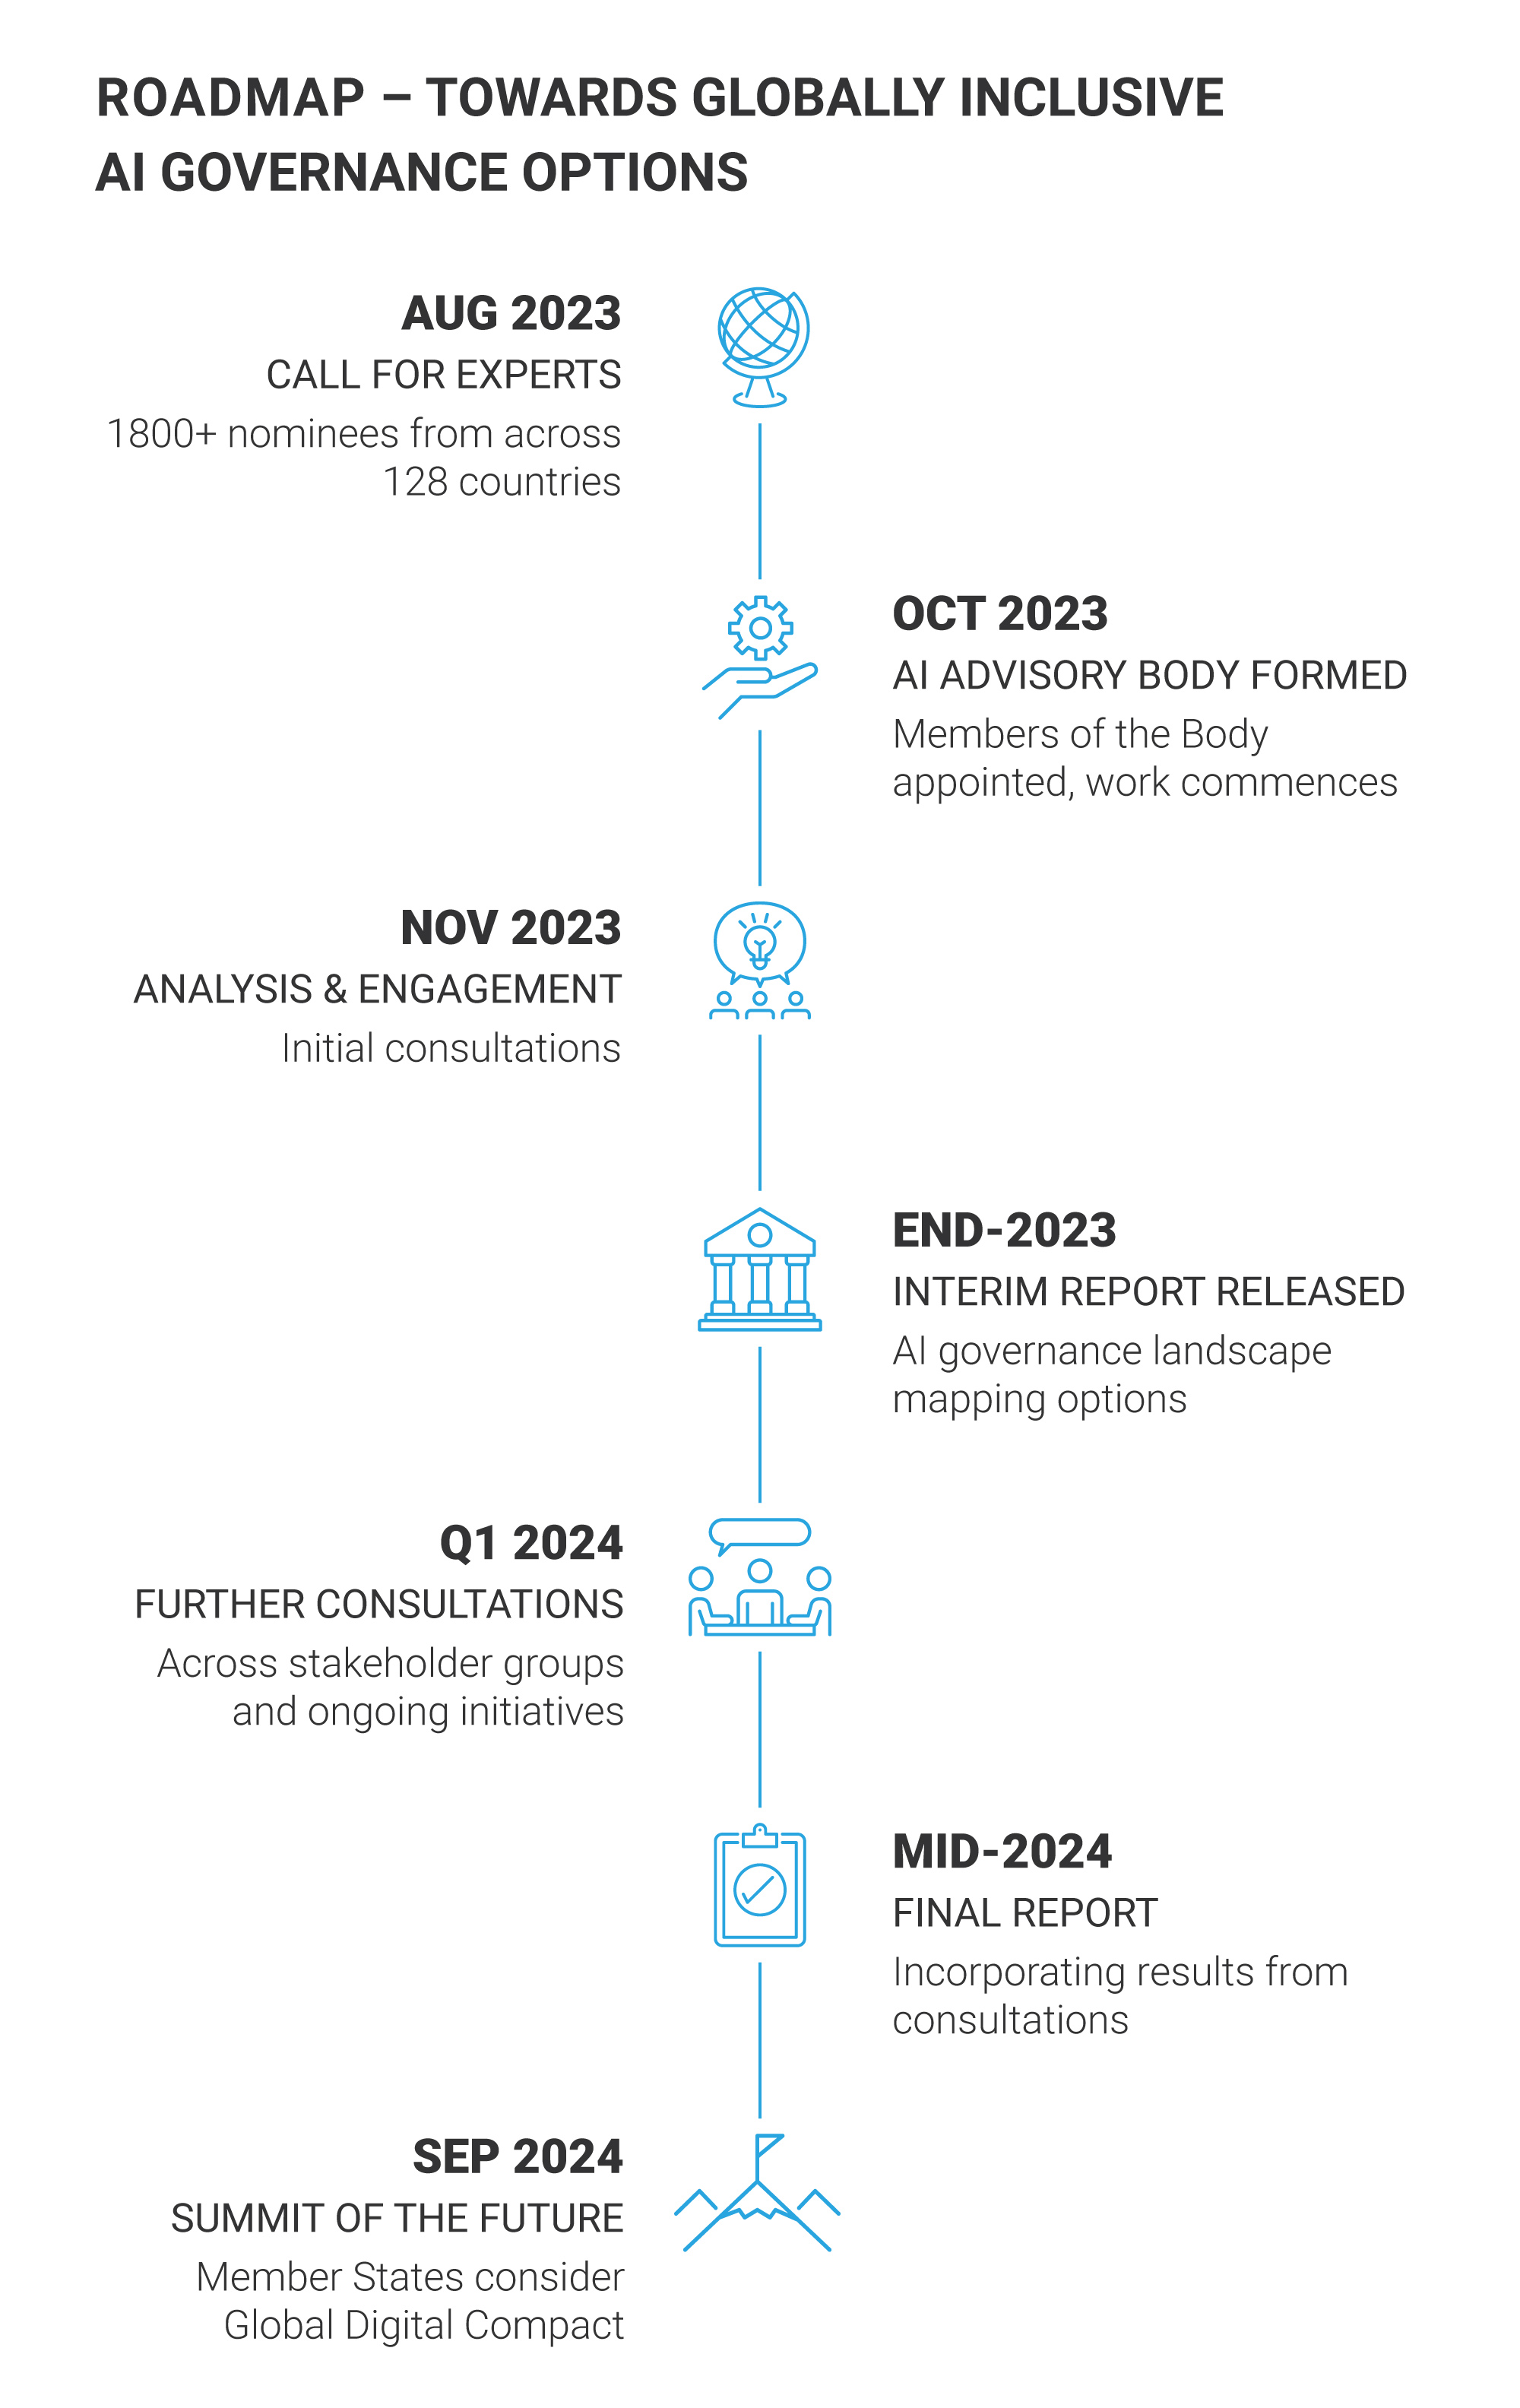 ROADMAP – TOWARDS GLOBALLY INCLUSIVE
AI GOVERNANCE OPTIONS
AUG 2023
CALL FOR EXPERTS
1800+ nominees from across
128 countries
OCT 2023
AI ADVISORY BODY FORMED
Members of the Body
appointed, work commences
NOV 2023
ANALYSIS & ENGAGEMENT
Initial consultations
END-2023
INTERIM REPORT RELEASED
AI governance landscape
mapping options
Q1 2024
FURTHER CONSULTATIONS
Across stakeholder groups
and ongoing initiatives
MID-2024
FINAL REPORT
Incorporating results from
consultations
SEP 2024
SUMMIT OF THE FUTURE
Member States consider
Global Digital Compact